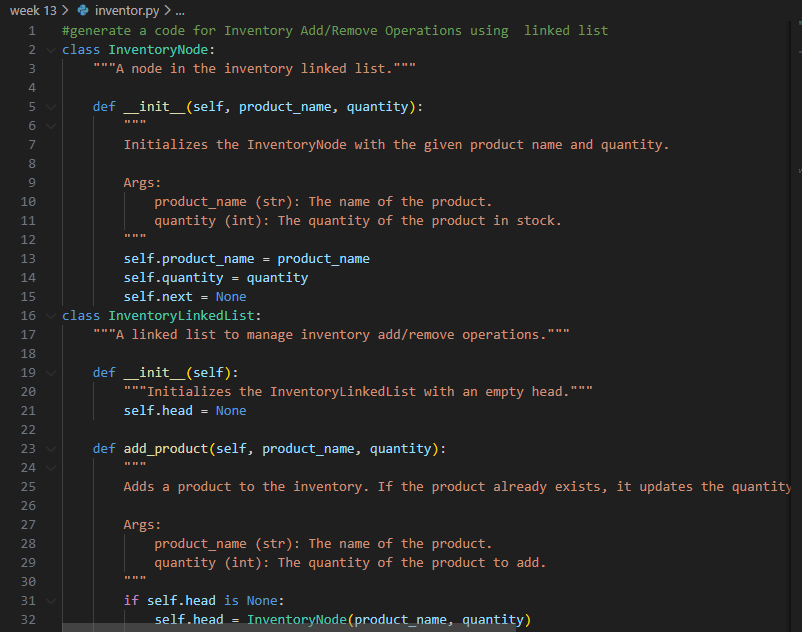 week 13 > inventor.py > ...
1 #generate a code for Inventory Add/Remove Operations using  linked list
2 class InventoryNode:
3     """A node in the inventory linked list."""
4
5     def __init__(self, product_name, quantity):
6         """
7         Initializes the InventoryNode with the given product name and quantity.
8
9         Args:
10             product_name (str): The name of the product.
11             quantity (int): The quantity of the product in stock.
12         """
13         self.product_name = product_name
14         self.quantity = quantity
15         self.next = None
16 class InventoryLinkedList:
17     """A linked list to manage inventory add/remove operations."""
18
19     def __init__(self):
20         """Initializes the InventoryLinkedList with an empty head."""
21         self.head = None
22
23     def add_product(self, product_name, quantity):
24         """
25         Adds a product to the inventory. If the product already exists, it updates the quantity
26
27         Args:
28             product_name (str): The name of the product.
29             quantity (int): The quantity of the product to add.
30         """
31         if self.head is None:
32             self.head = InventoryNode(product_name, quantity)